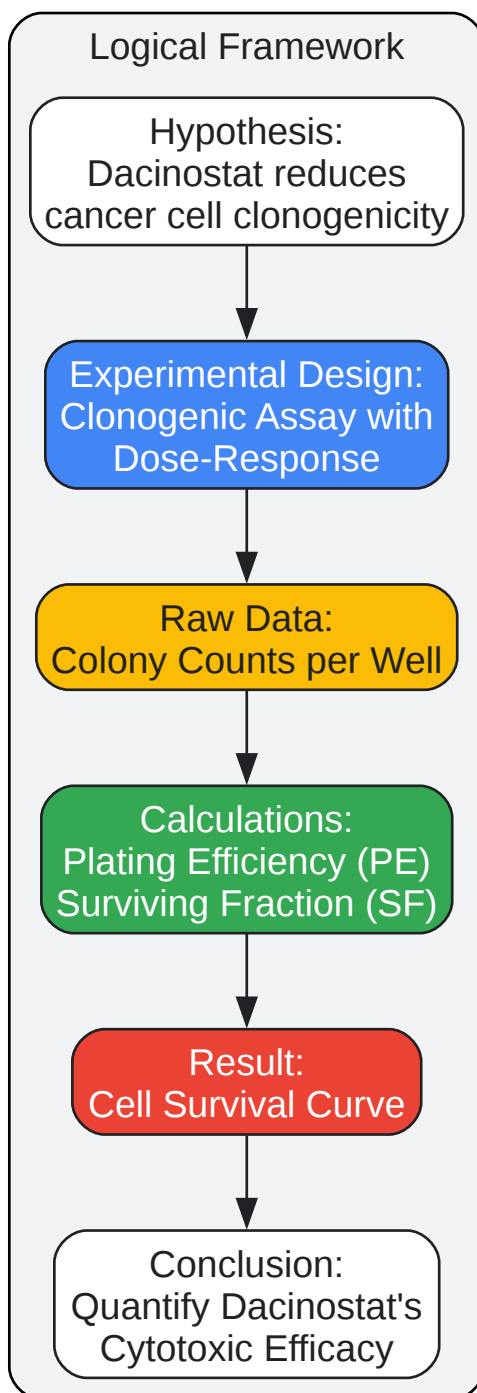 Logical Framework
Hypothesis:
Dacinostat reduces
cancer cell clonogenicity
Experimental Design:
Clonogenic Assay with
Dose-Response
Raw Data:
Colony Counts per Well
Calculations:
Plating Efficiency (PE)
Surviving Fraction (SF)
Result:
Cell Survival Curve
Conclusion:
Quantify Dacinostat's
Cytotoxic Efficacy